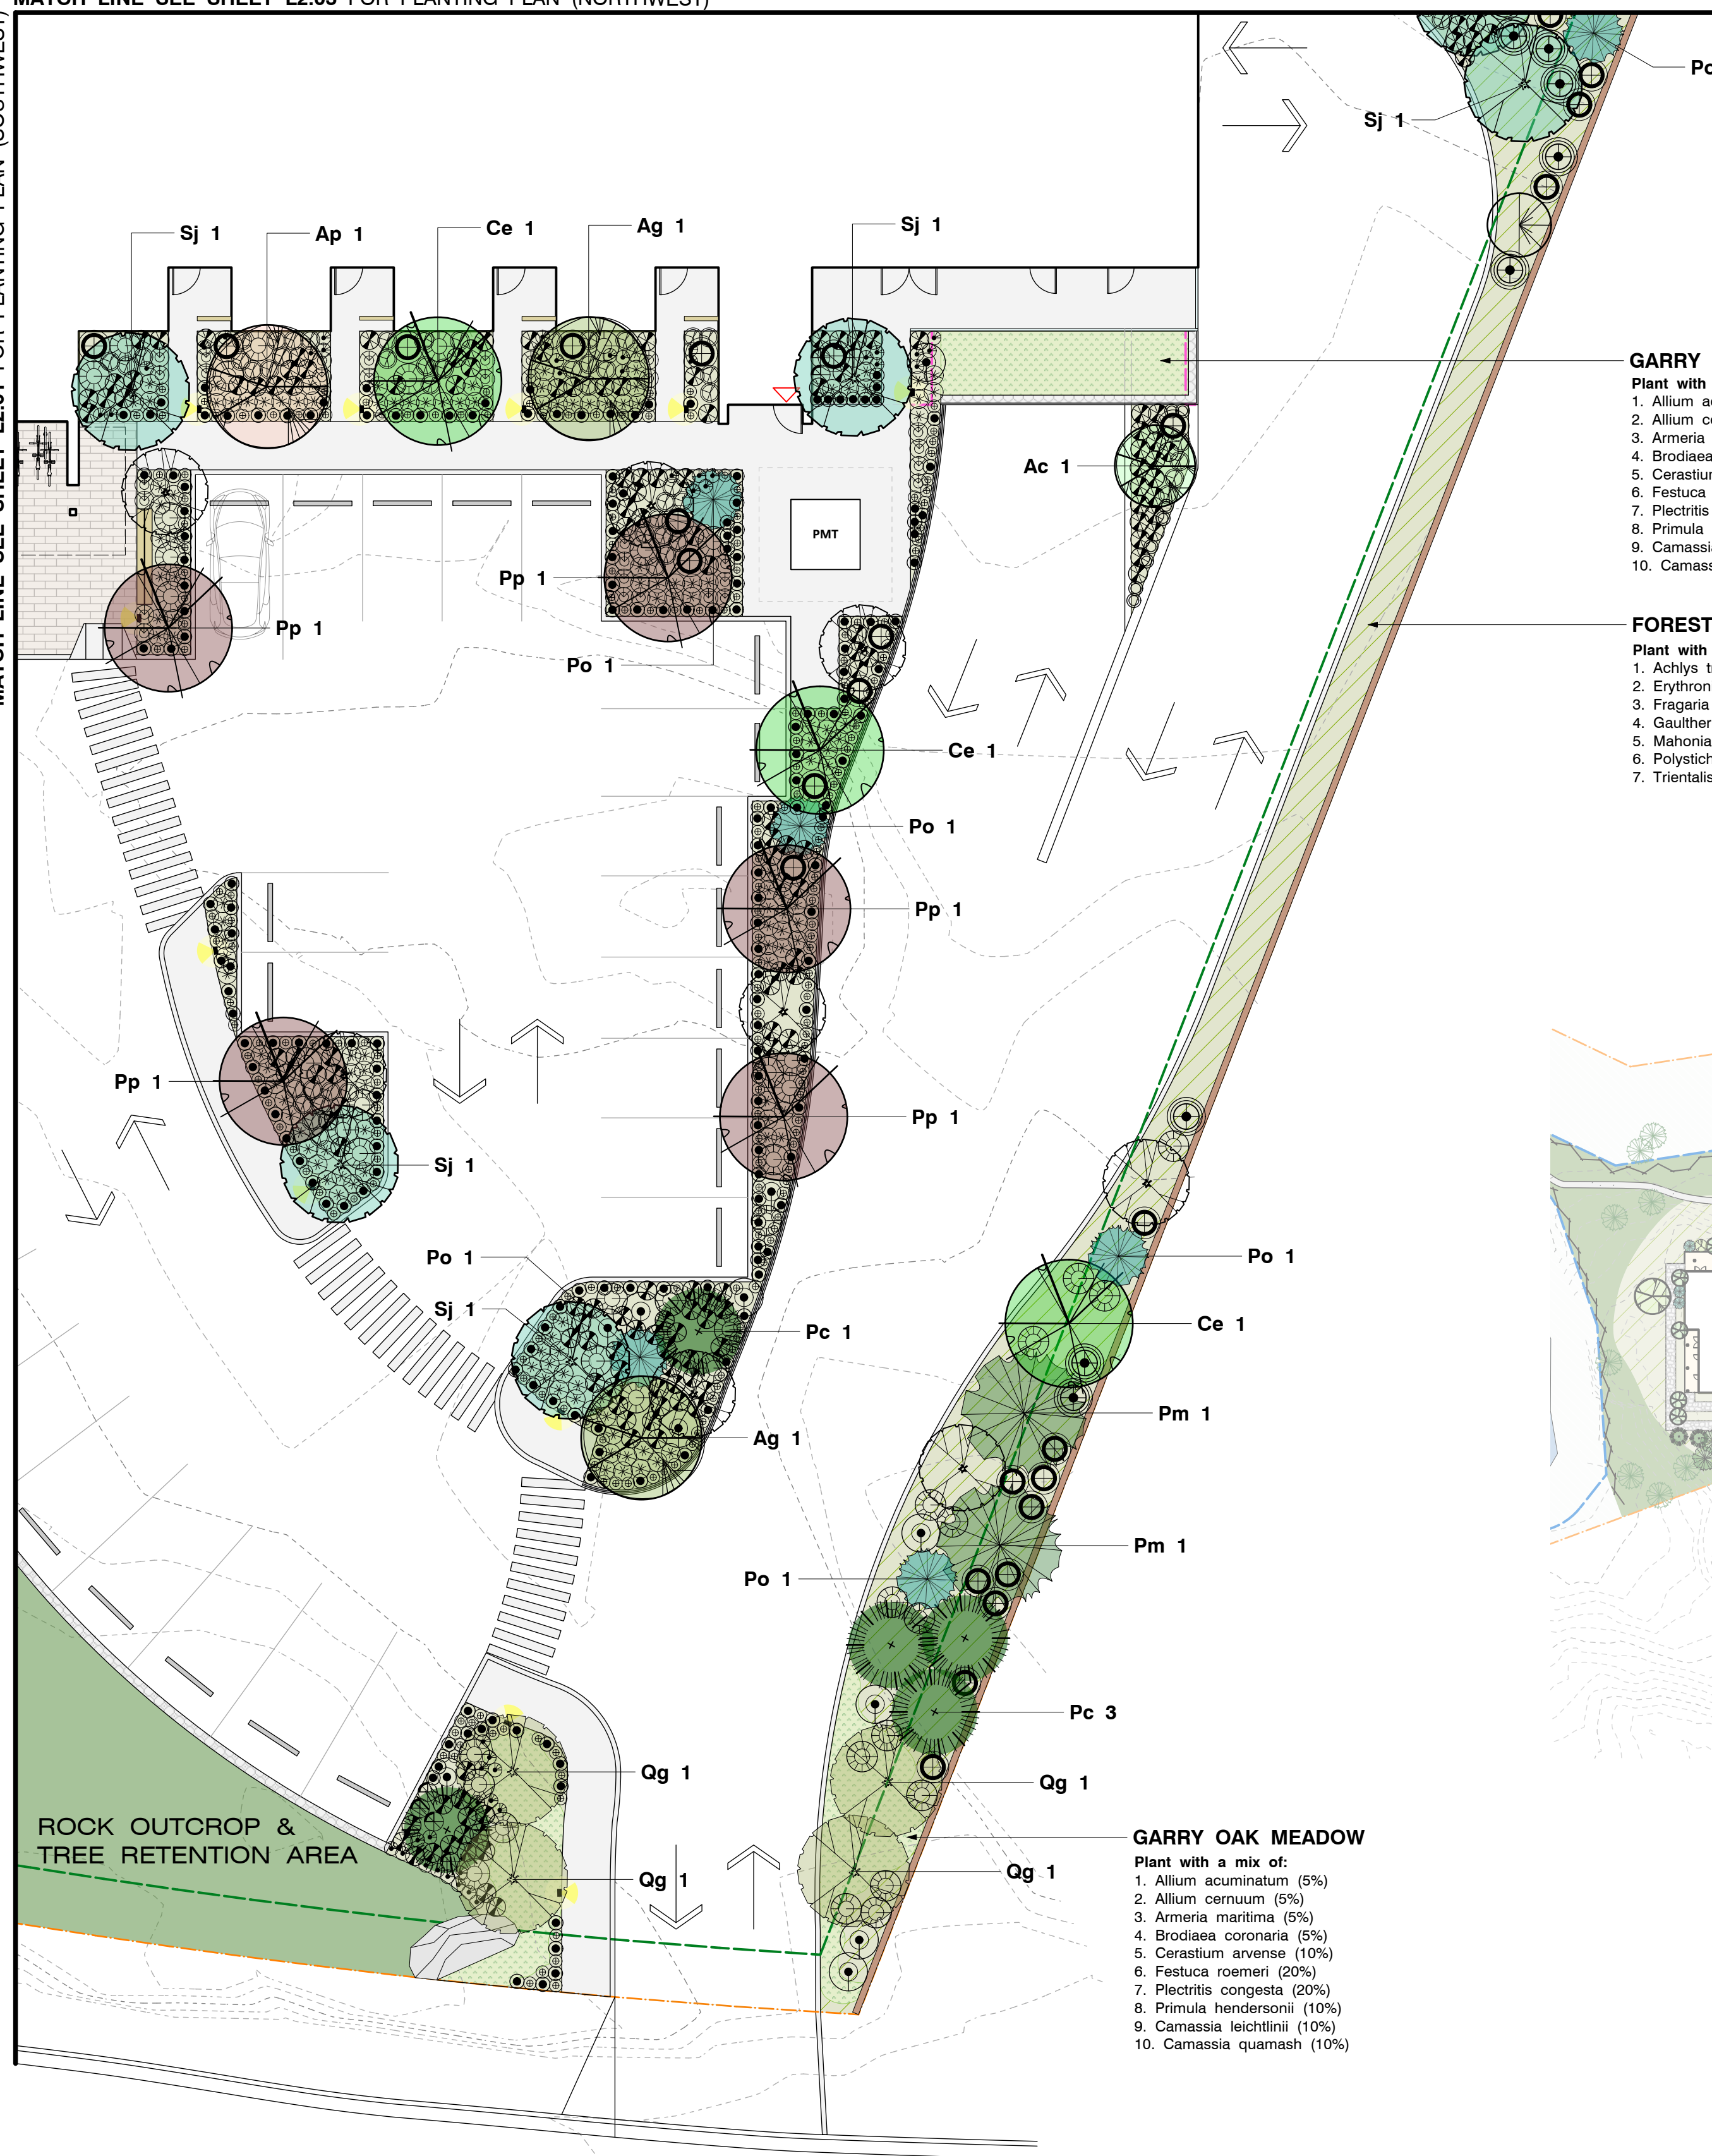 MATCH LINE SEE SHEET L2.03 FOR PLANTING PLAN (NORTHWEST)
Po
Sj 1
Sj 1
Ap 1
Ce 1
Ag 1
Sj 1
GARRY
Plant with
1. Allium
2. Allium
3. Armeria
4. Brodiaea
5. Cerastium
6. Festuca
7. Plectritis
8. Primula
9. Camassia
10. Camass
Ac 1
PMT
Pp 1
Pp 1
Po 1
FOREST
Plant with
1. Achlys
2. Erythron
3. Fragaria
4. Gaulther
5. Mahonia
6. Polystich
7. Trientalis
Ce 1
Po 1
Pp 1
Pp 1
Pp 1
Sj 1
Po 1
Po 1
Sj 1
Ce 1
Pc 1
Pm 1
Ag 1
Pm 1
Po 1
Pc 3
Qg 1
Qg 1
ROCK OUTCROP &
TREE RETENTION AREA
Qg 1
Qg 1
GARRY OAK MEADOW
Plant with a mix of:
1. Allium acuminatum (5%)
2. Allium cernuum (5%)
3. Armeria maritima (5%)
4. Brodiaea coronaria (5%)
5. Cerastium arvense (10%)
6. Festuca roemeri (20%)
7. Plectritis congesta (20%)
8. Primula hendersonii (10%)
9. Camassia leichtlinii (10%)
10. Camassia quamash (10%)